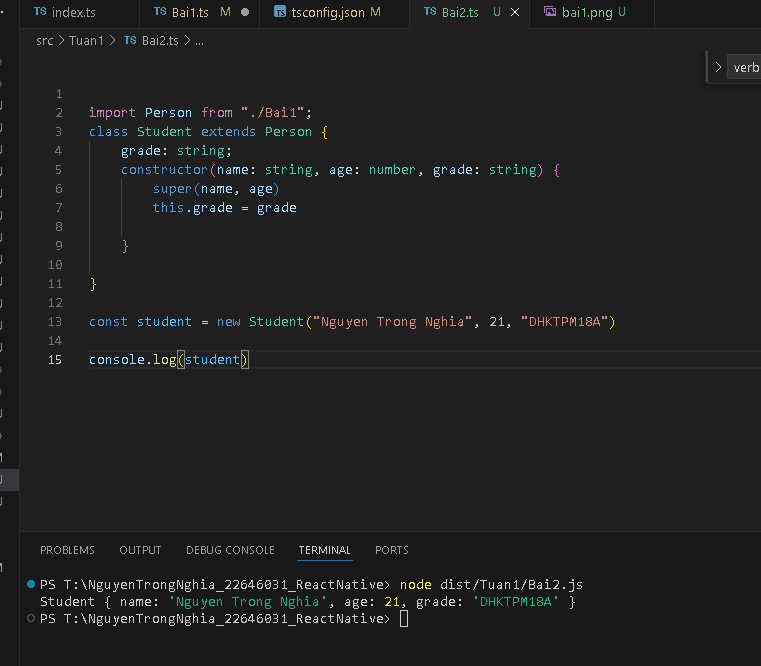 TS index.ts TS Bai1.ts M TS tsconfig.json M TS Bai2.ts U bai1.png U
src > Tuan1 > TS Bai2.ts > ...
> verb
1
2 import Person from "./Bai1";
3 class Student extends Person {
4 grade: string;
5 constructor(name: string, age: number, grade: string) {
6 super(name, age)
7 this.grade = grade
8
9 }
10
11 }
12
13 const student = new Student("Nguyen Trong Nghia", 21, "DHKTPM18A")
14
15 console.log(student)
PROBLEMS OUTPUT DEBUG CONSOLE TERMINAL PORTS
PS T:\NguyenTrongNghia_22646031_ReactNative> node dist/Tuan1/Bai2.js
Student { name: 'Nguyen Trong Nghia', age: 21, grade: 'DHKTPM18A' }
PS T:\NguyenTrongNghia_22646031_ReactNative>